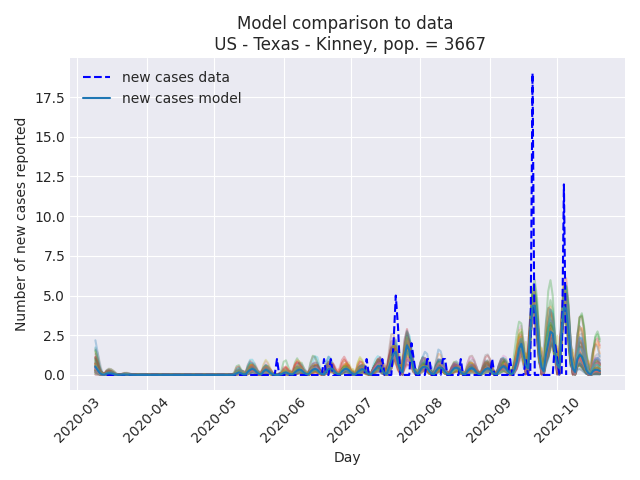 Model comparison to data
US - Texas - Kinney, pop. = 3667
new cases data
new cases model
Number of new cases reported
17.5
15.0
12.5
10.0
7.5
5.0
2.5
0.0
2020-03
2020-04
2020-05
2020-06
2020-07
2020-08
2020-09
2020-10
Day